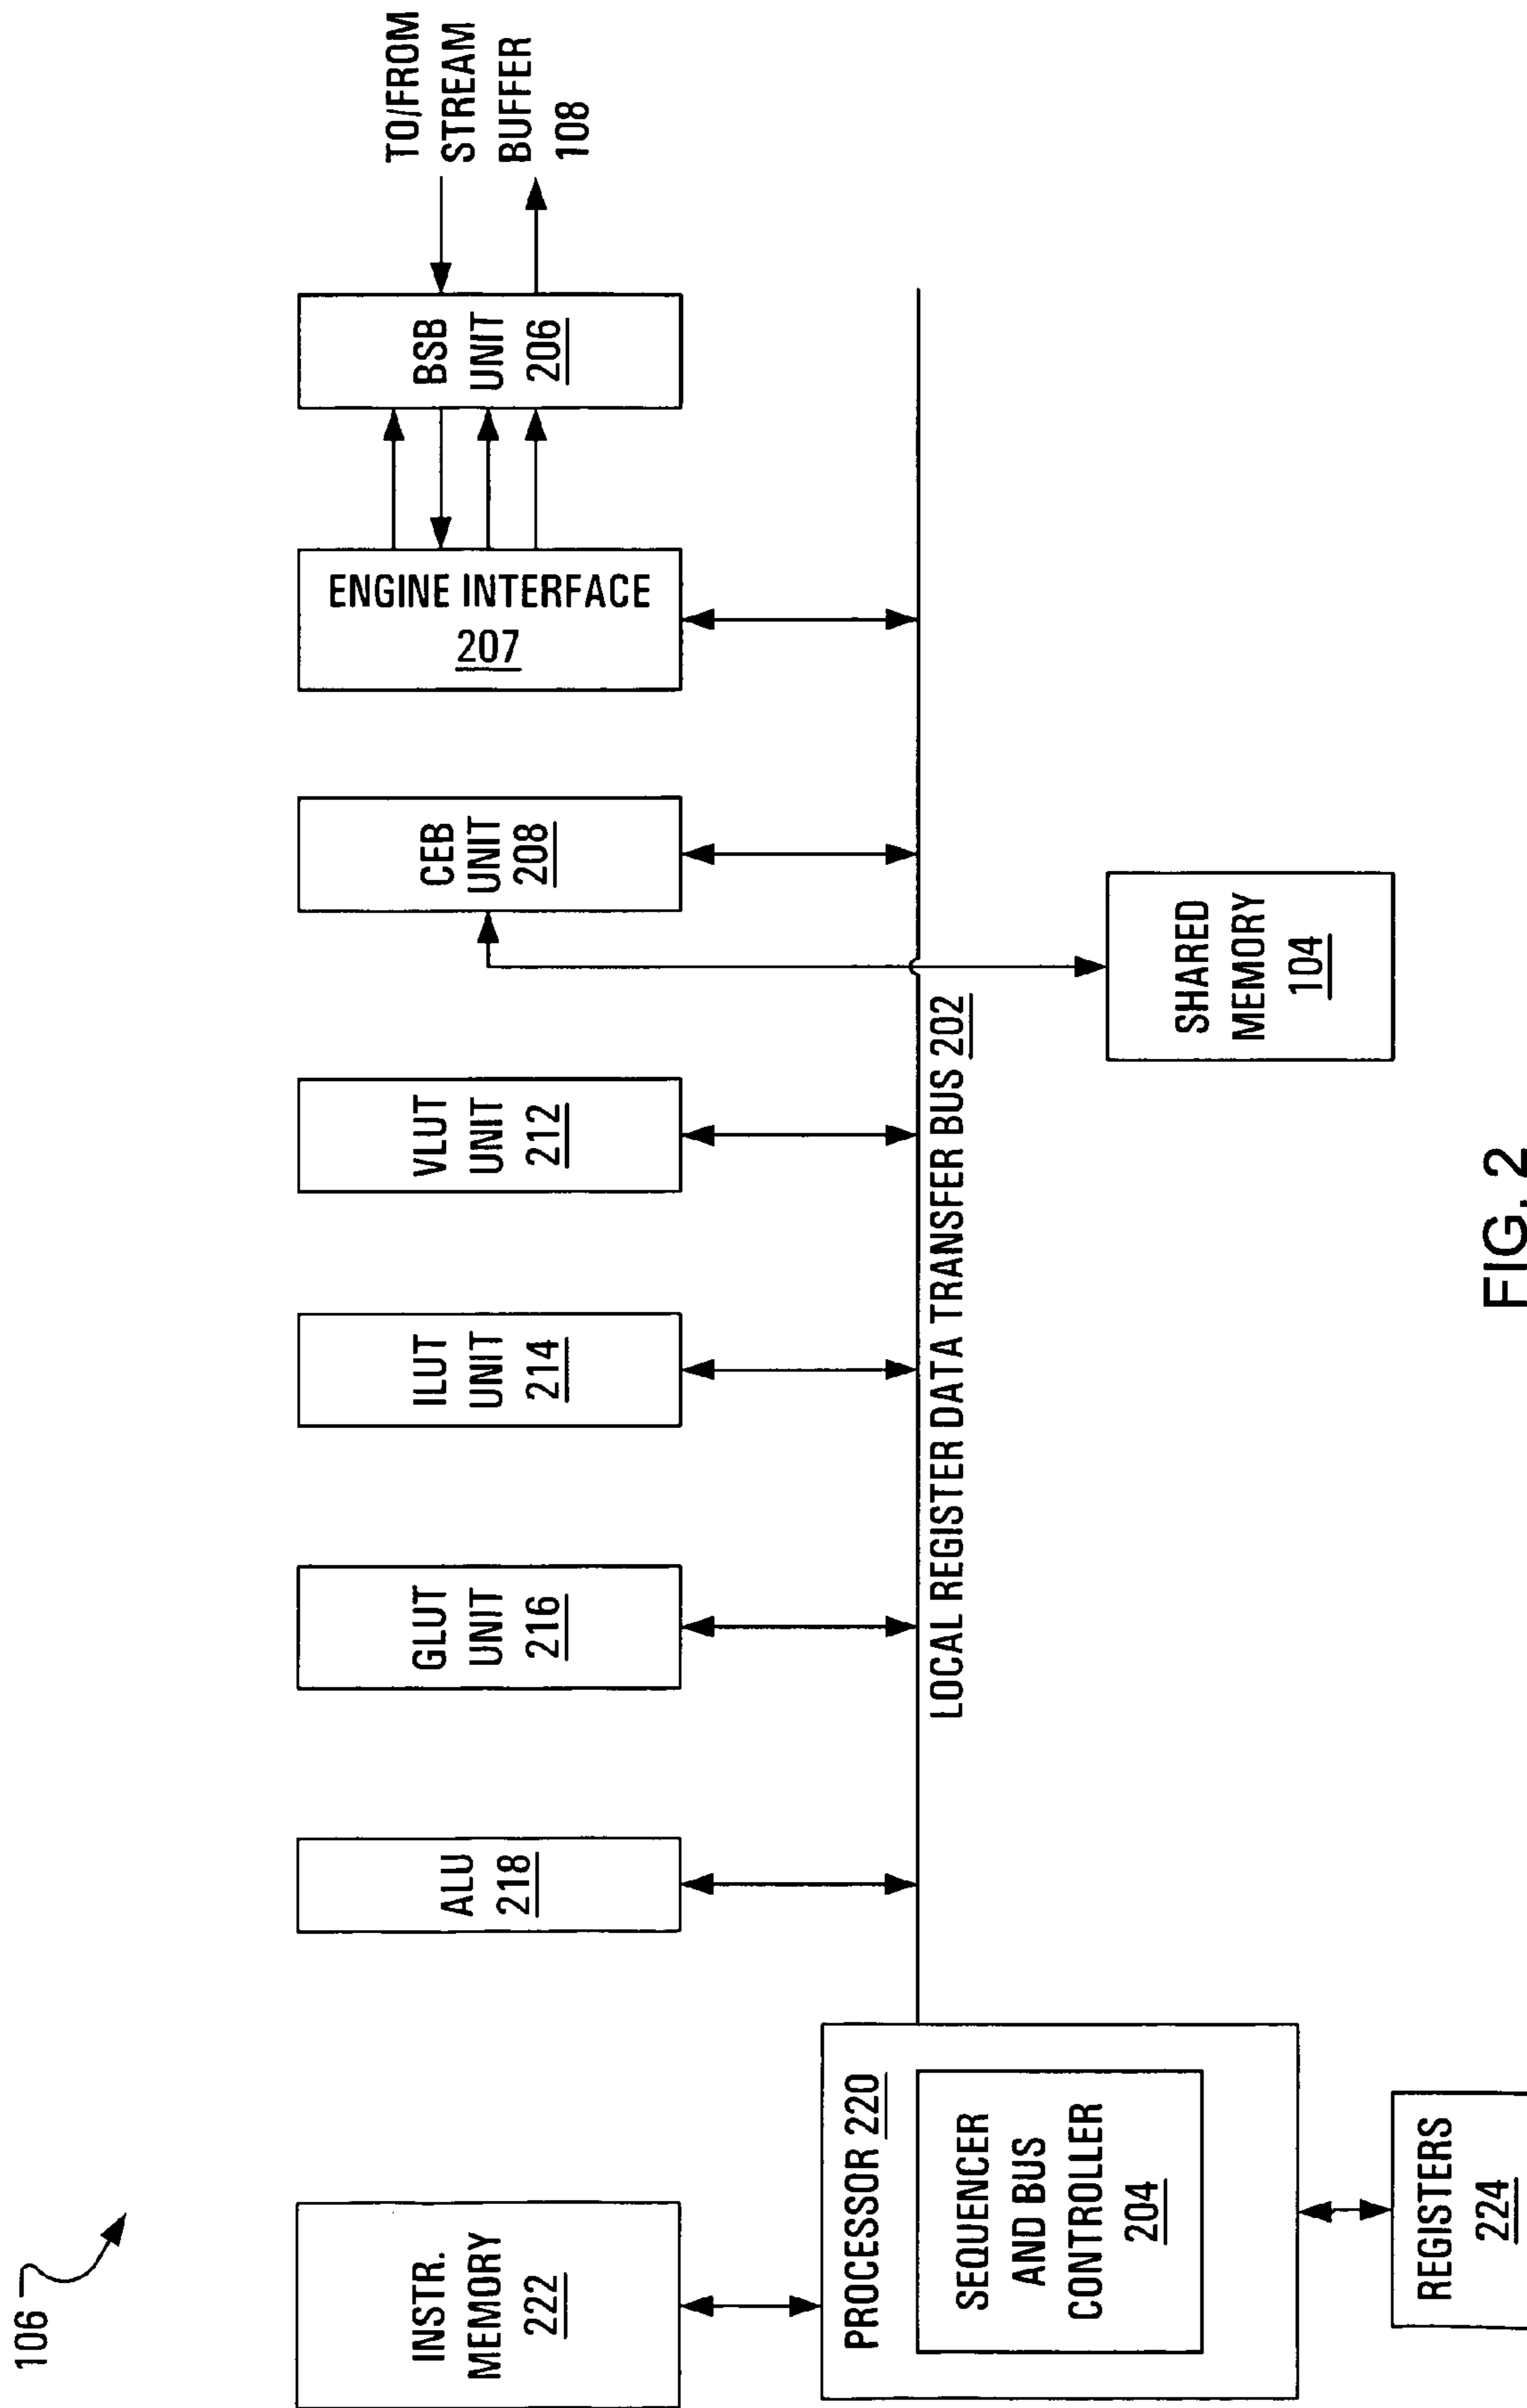 106
INSTR.
MEMORY
222
ALU
218
GLUT
UNIT
216
ILUT
UNIT
214
VLUT
UNIT
212
CEB
UNIT
208
ENGINE INTERFACE
207
BSB
UNIT
206
TO/FROM
STREAM
BUFFER
108
PROCESSOR 220
SEQUENCER
AND BUS
CONTROLLER
204
LOCAL REGISTER DATA TRANSFER BUS 202
SHARED
MEMORY
104
REGISTERS
224
FIG. 2